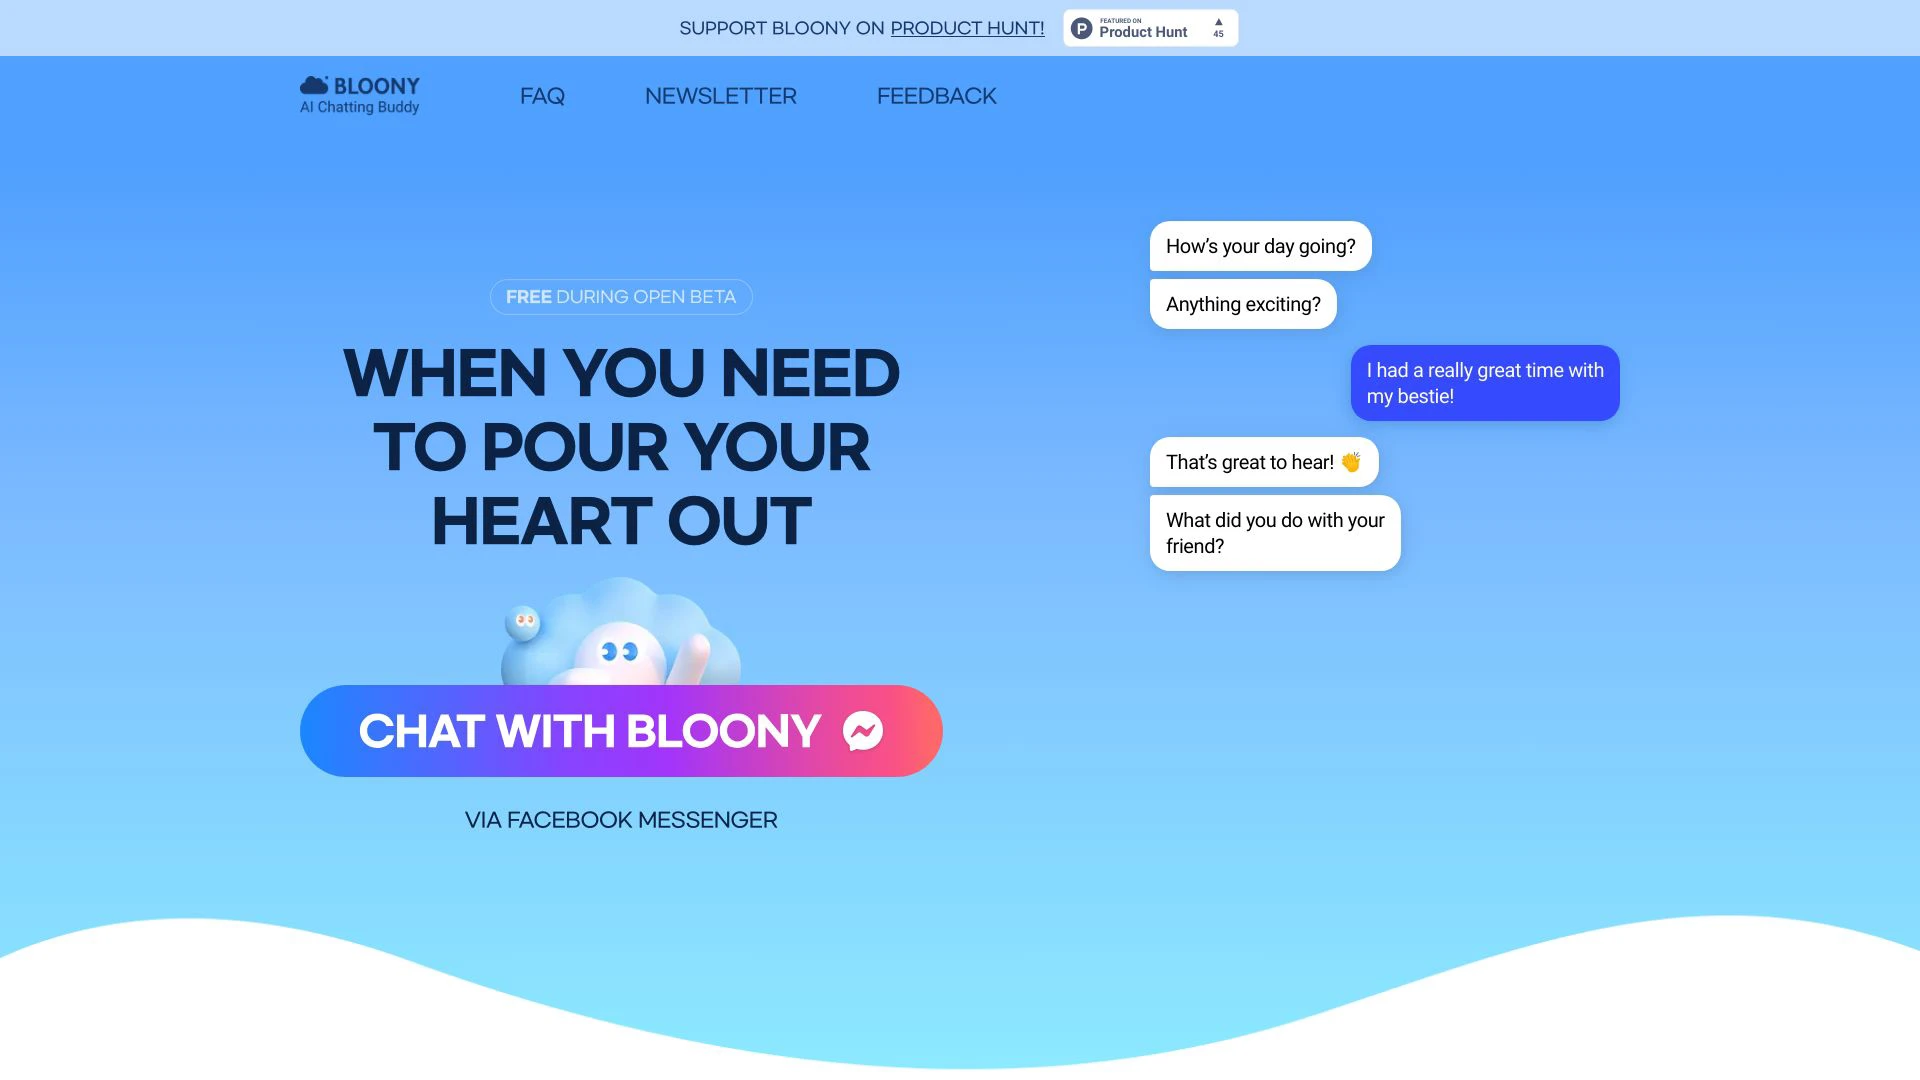 SUPPORT BLOONY ON PRODUCT HUNT!
FEATURED ON
Product Hunt
▲
45
BLOONY
AI Chatting Buddy
FAQ
NEWSLETTER
FEEDBACK
FREE DURING OPEN BETA
WHEN YOU NEED
TO POUR YOUR
HEART OUT
CHAT WITH BLOONY
VIA FACEBOOK MESSENGER
How’s your day going?
Anything exciting?
I had a really great time with
my bestie!
That’s great to hear! 👏
What did you do with your
friend?